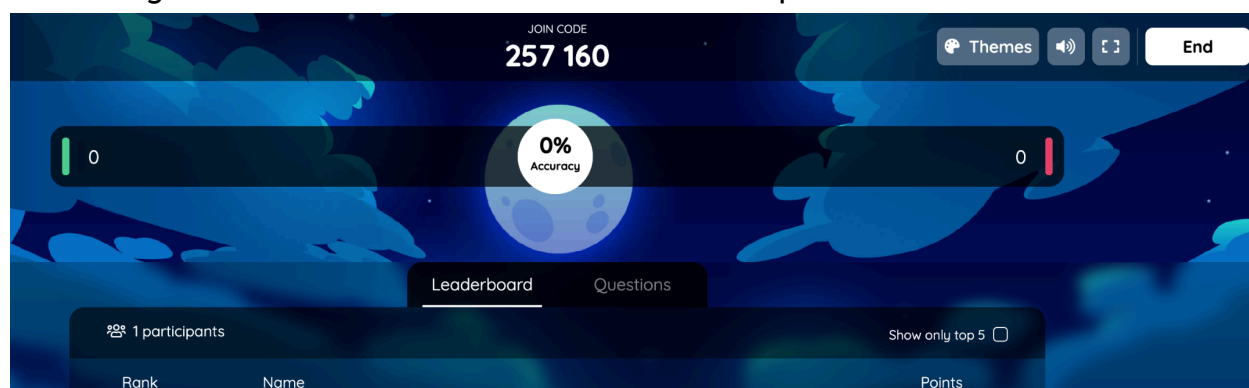 JOIN CODE
257 160
Themes
End
0
0%
Accuracy
0
Leaderboard Questions
1 participants
Show only top 5
Rank Name Points